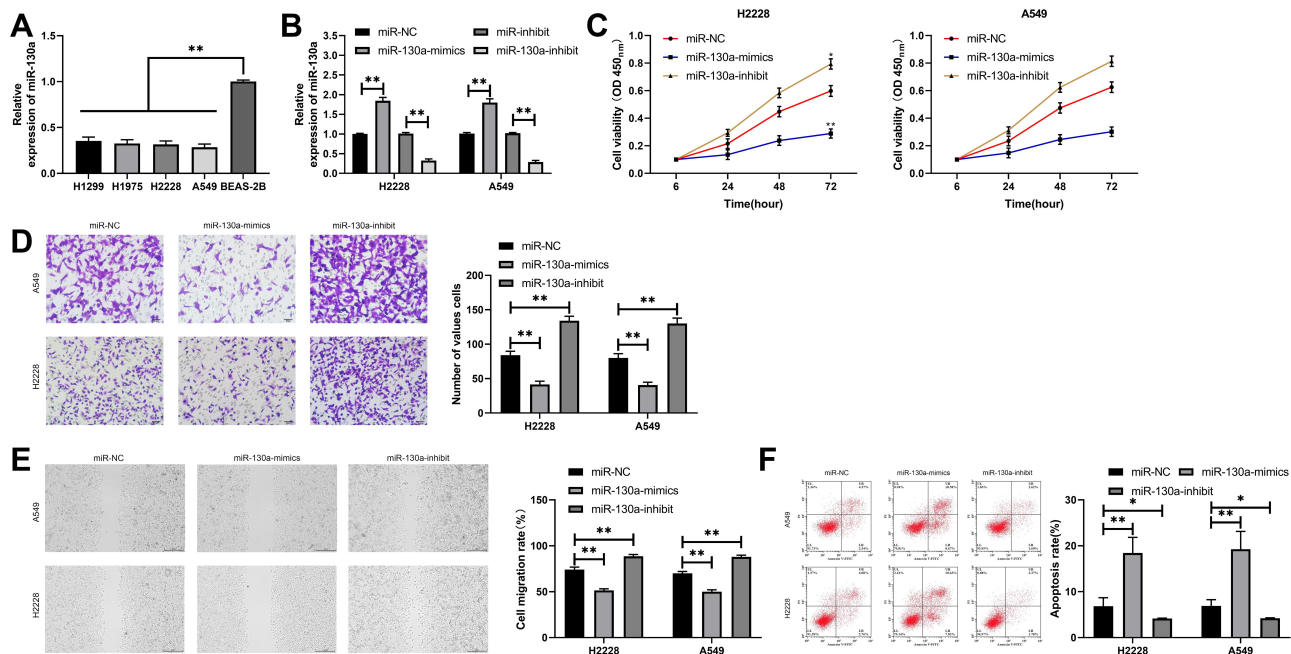 A
Relative
expression of miR-130a
1.5
1.0
0.5
0.0
**
H1299 H1975 H2228 A549 BEAS-2B
B
Relative
expression of miR-130a
miR-NC
miR-130a-mimics
miR-inhibit
miR-130a-inhibit
2.5
2.0
1.5
1.0
0.5
0.0
** ** ** **
H2228 A549
C
H2228
Cell viability (OD 450nm)
miR-NC
miR-130a-mimics
miR-130a-inhibit
1.0
0.8
0.6
0.4
0.2
0.0
*
**
6 24 48 72
Time(hour)
A549
Cell viability (OD 450nm)
miR-NC
miR-130a-mimics
miR-130a-inhibit
1.0
0.8
0.6
0.4
0.2
0.0
6 24 48 72
Time(hour)
D
miR-NC miR-130a-mimics miR-130a-inhibit
A549
H2228
miR-NC
miR-130a-mimics
miR-130a-inhibit
Number of values cells
200
150
100
50
0
** ** ** **
H2228 A549
E
miR-NC miR-130a-mimics miR-130a-inhibit
A549
H2228
miR-NC
miR-130a-mimics
miR-130a-inhibit
Cell migration rate(%)
150
100
50
0
** ** ** **
H2228 A549
F
miR-NC miR-130a-mimics miR-130a-inhibit
A549
H2228
Annexin V-FITC
Annexin V-FITC
Annexin V-FITC
miR-NC
miR-130a-mimics
miR-130a-inhibit
Apoptosis rate(%)
30
20
10
0
* ** * **
H2228 A549